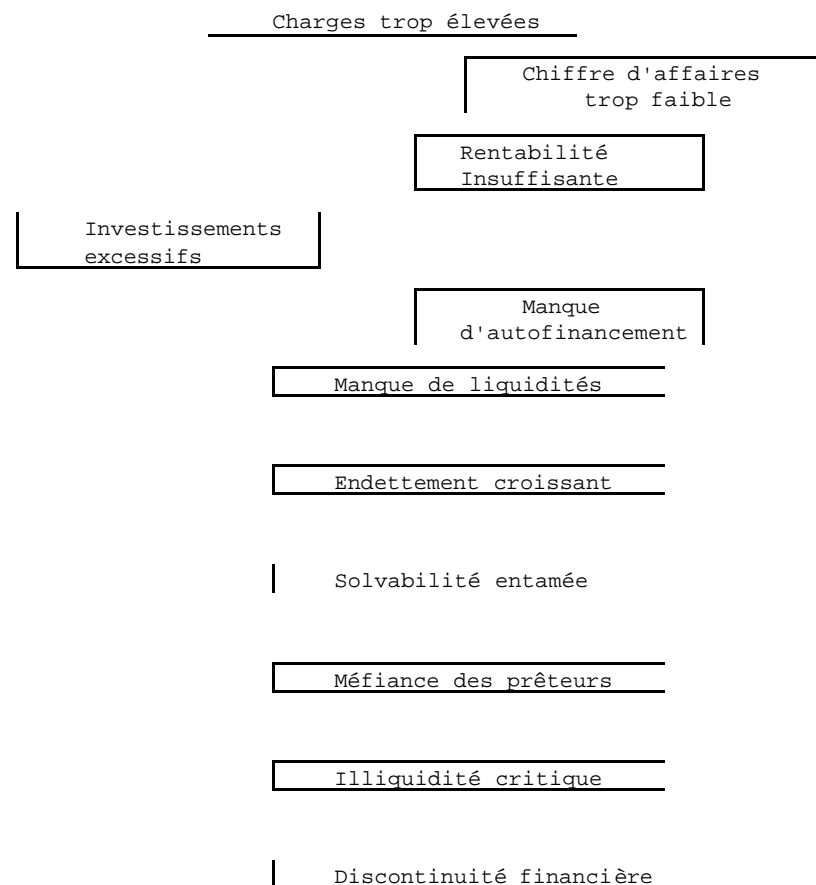 Charges trop élevées
Chiffre d'affaires
trop faible
Rentabilité
Insuffisante
Investissements
excessifs
Manque
d'autofinancement
Manque de liquidités
Endettement croissant
Solvabilité entamée
Méfiance des prêteurs
Illiquidité critique
Discontinuité financière